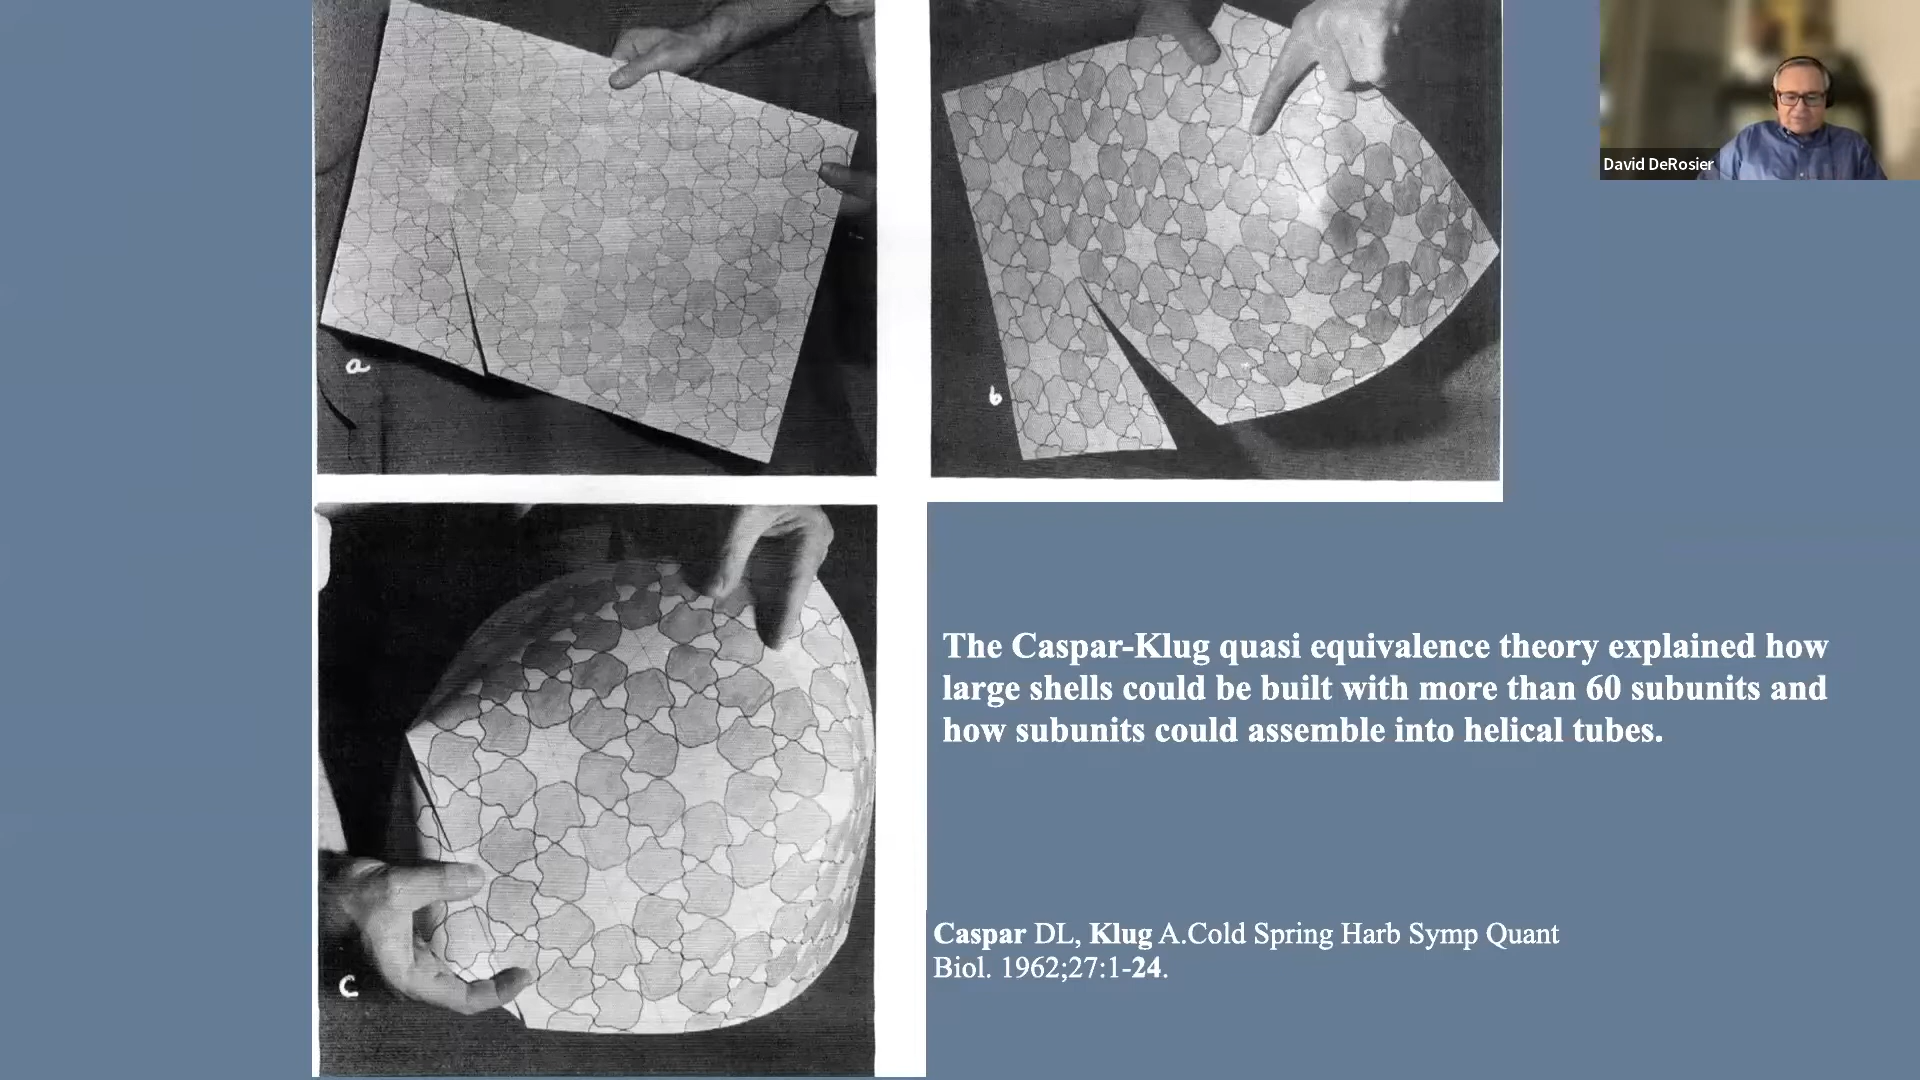 a
b
David DeRosier
c
The Caspar-Klug quasi equivalence theory explained how
large shells could be built with more than 60 subunits and
how subunits could assemble into helical tubes.
Caspar DL, Klug A.Cold Spring Harb Symp Quant
Biol. 1962;27:1-24.